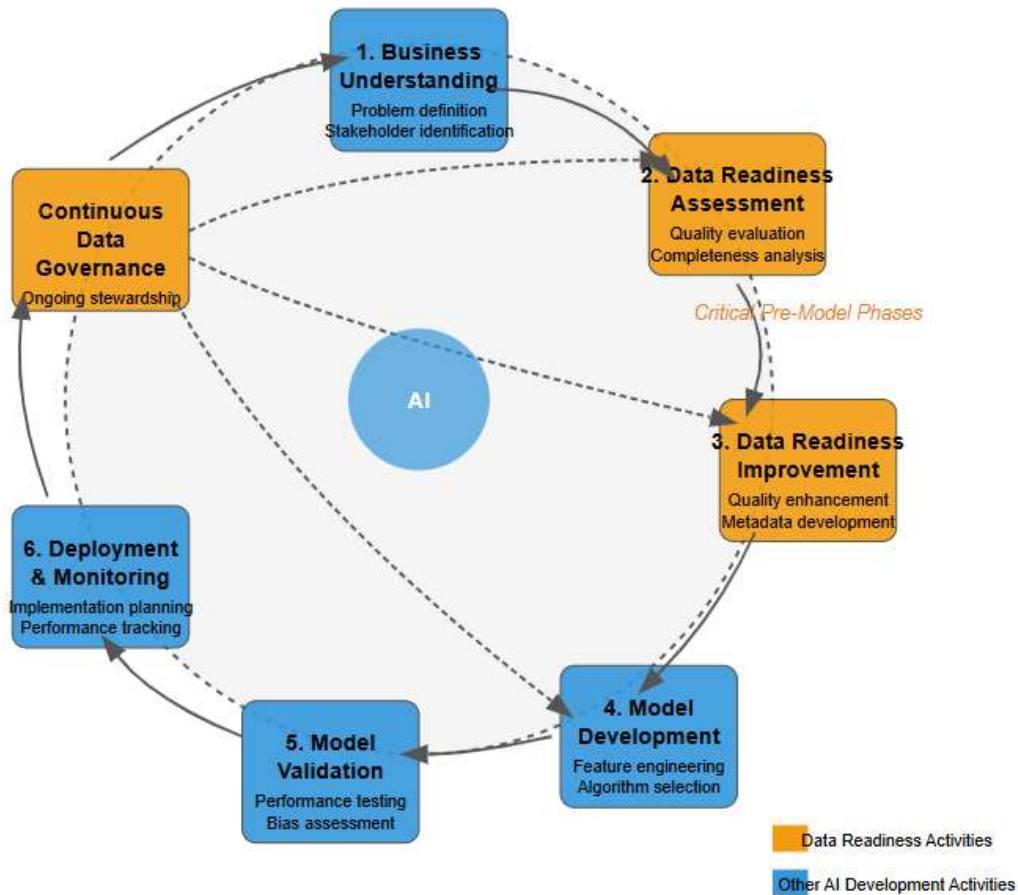 1. Business
Understanding
Problem definition
Stakeholder identification
2. Data Readiness
Assessment
Quality evaluation
Completeness analysis
Continuous
Data
Governance
Ongoing stewardship
Critical Pre-Model Phases
AI
3. Data Readiness
Improvement
Quality enhancement
Metadata development
6. Deployment
& Monitoring
Implementation planning
Performance tracking
4. Model
Development
Feature engineering
Algorithm selection
5. Model
Validation
Performance testing
Bias assessment
Data Readiness Activities
Other AI Development Activities